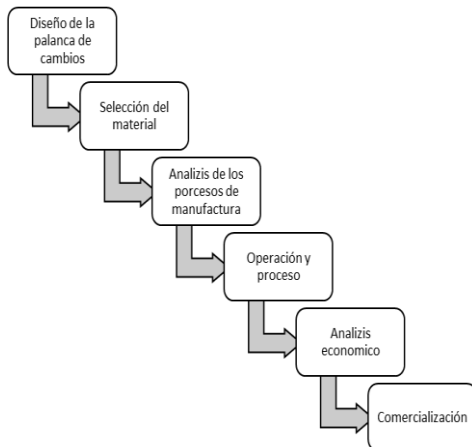 Diseño de la
palanca de
cambios
Selección del
material
Analizis de los
porcesos de
manufactura
Operación y
proceso
Analizis
economico
Comercialización